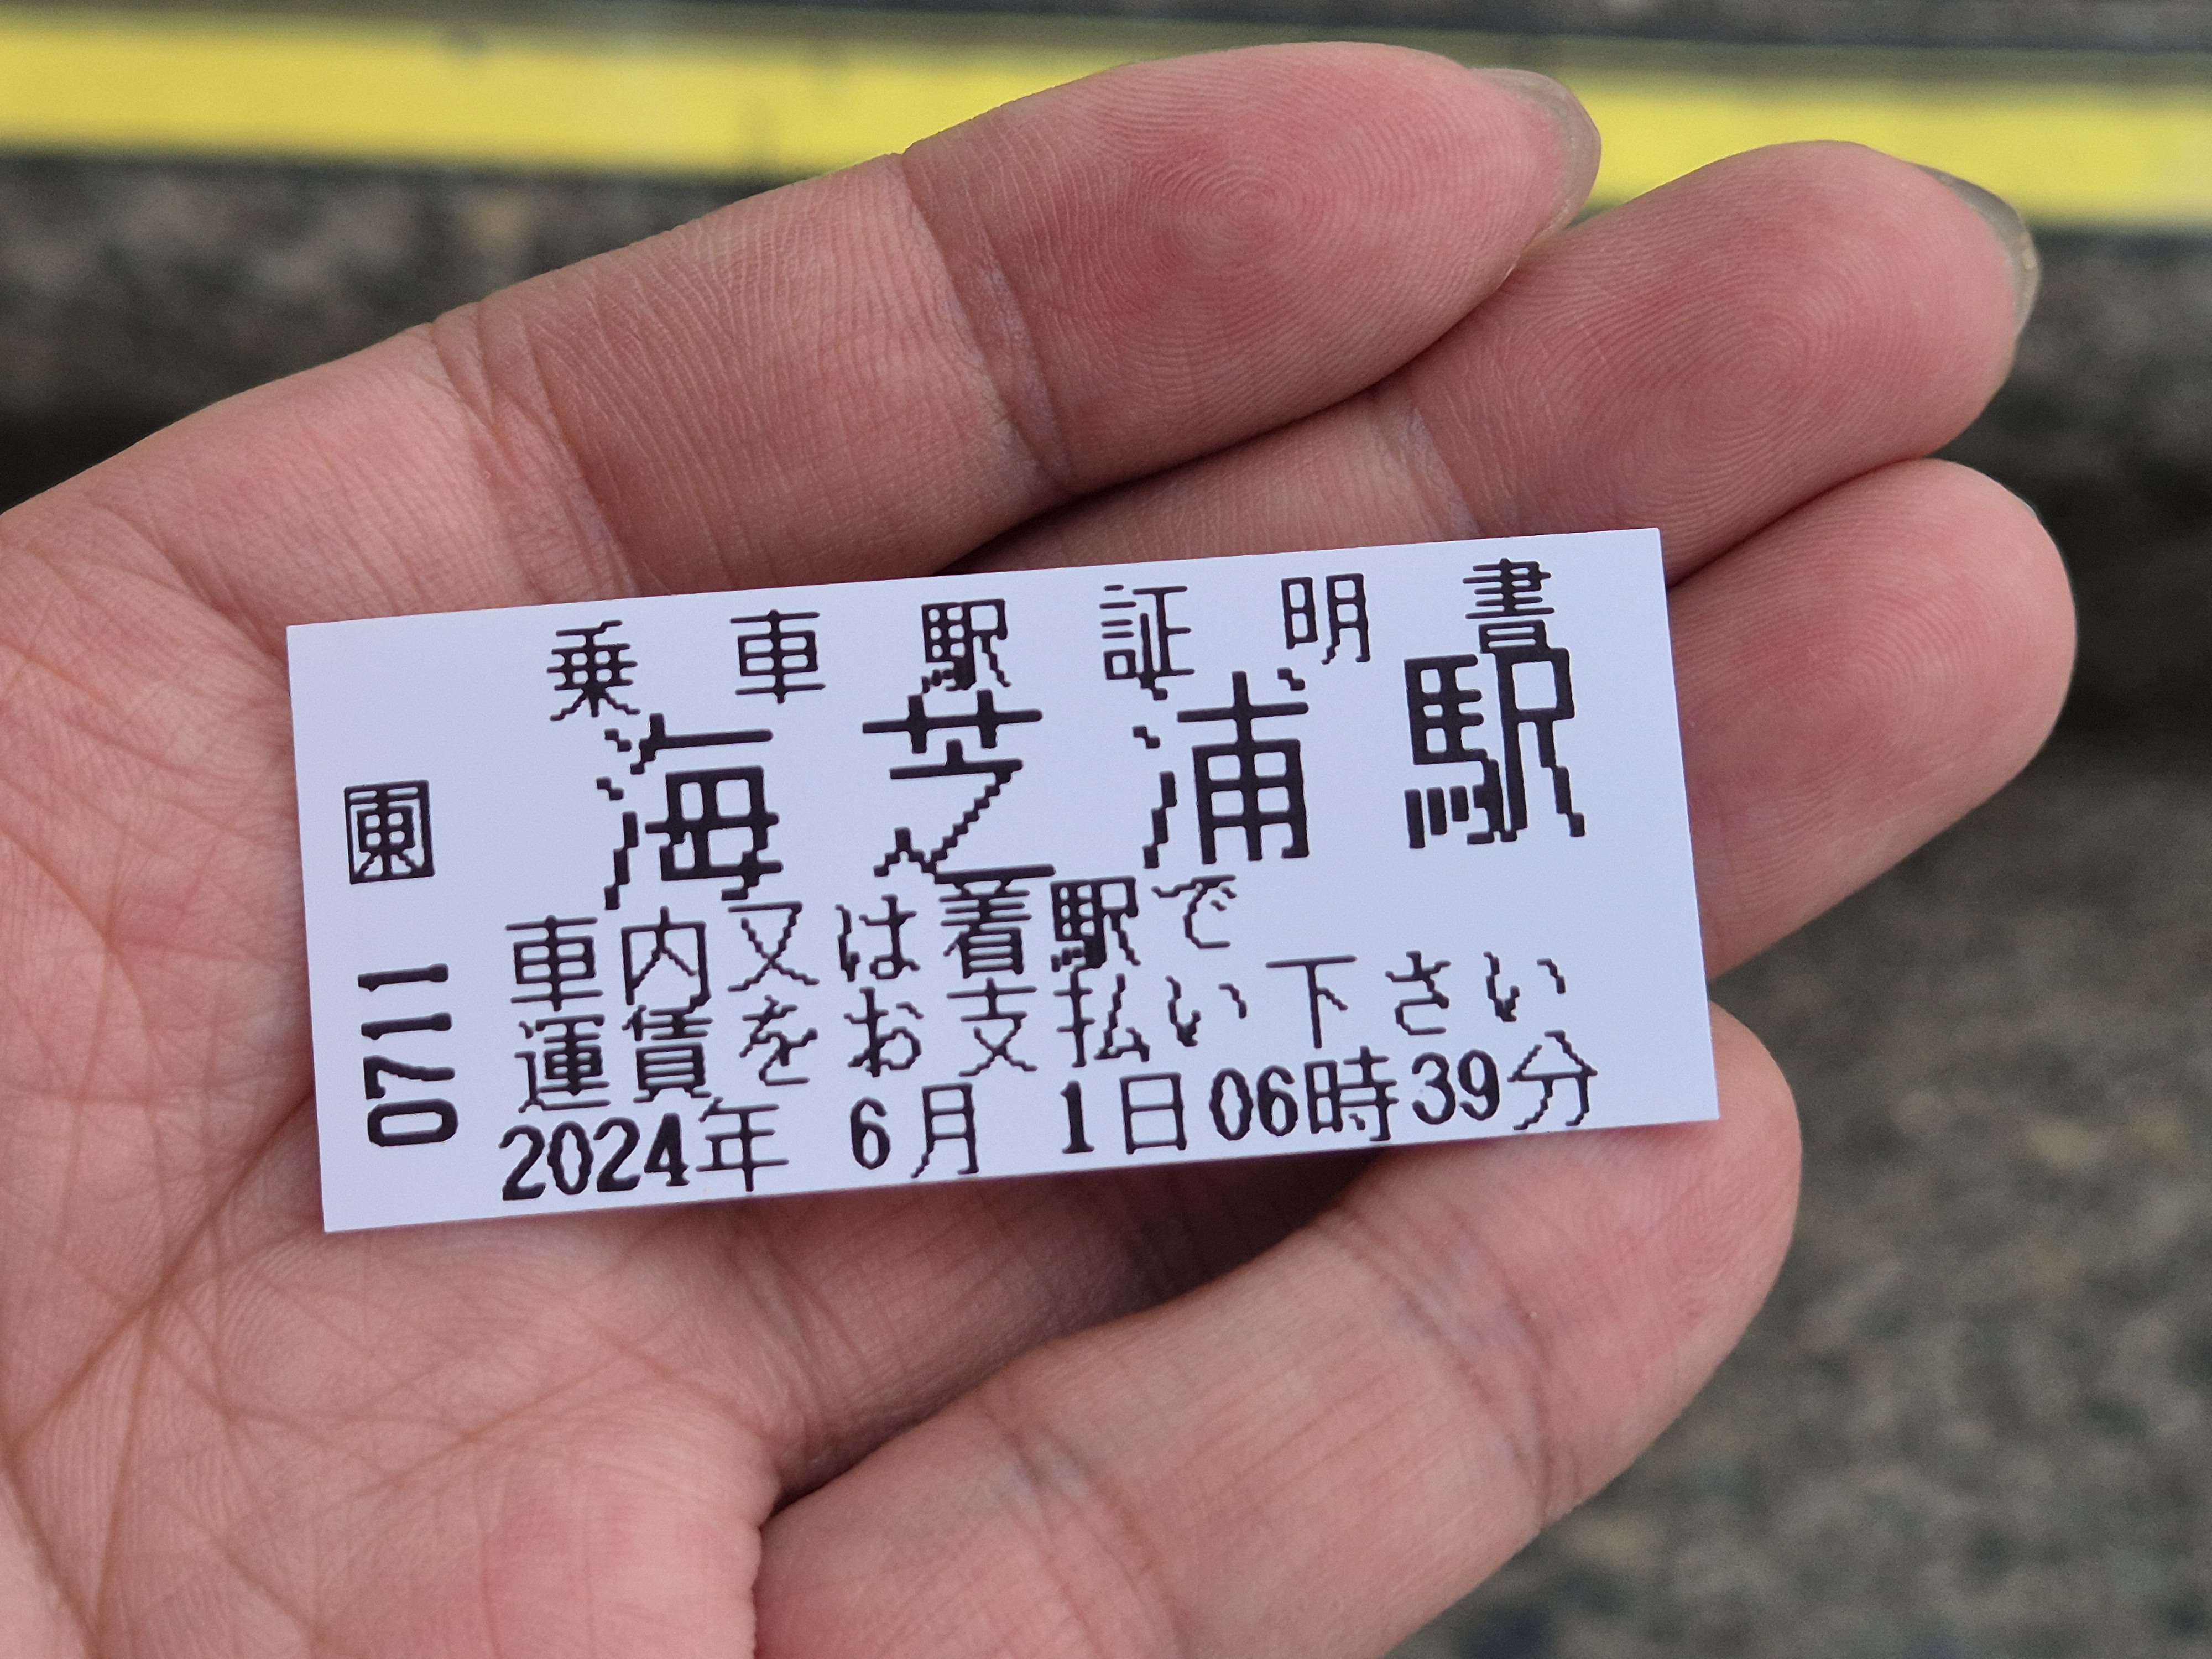 乗車駅証明書
海芝浦駅
東
0711
車内又は着駅で
運賃をお支払い下さい
2024年 6月 1日06時39分